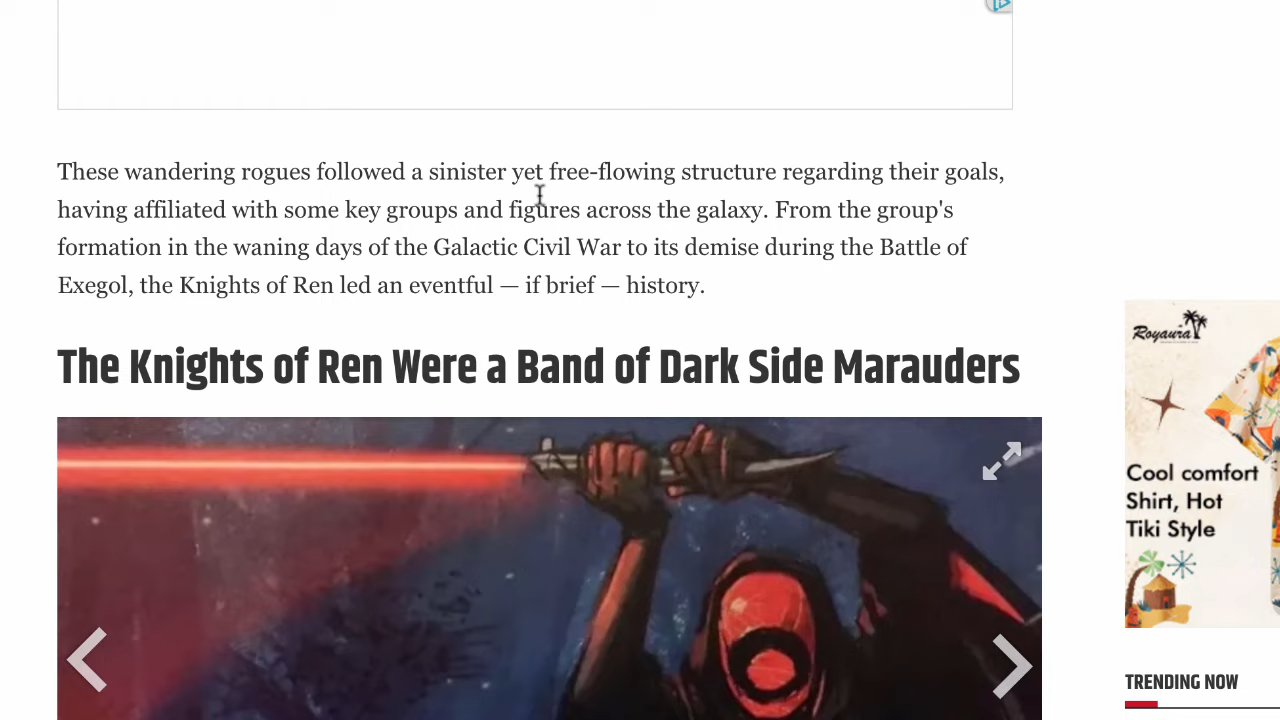 These wandering rogues followed a sinister yet free-flowing structure regarding their goals,
having affiliated with some key groups and figures across the galaxy. From the group's
formation in the waning days of the Galactic Civil War to its demise during the Battle of
Exegol, the Knights of Ren led an eventful — if brief — history.
The Knights of Ren Were a Band of Dark Side Marauders
Royaura
Cool comfort
Shirt, Hot
Tiki Style
TRENDING NOW